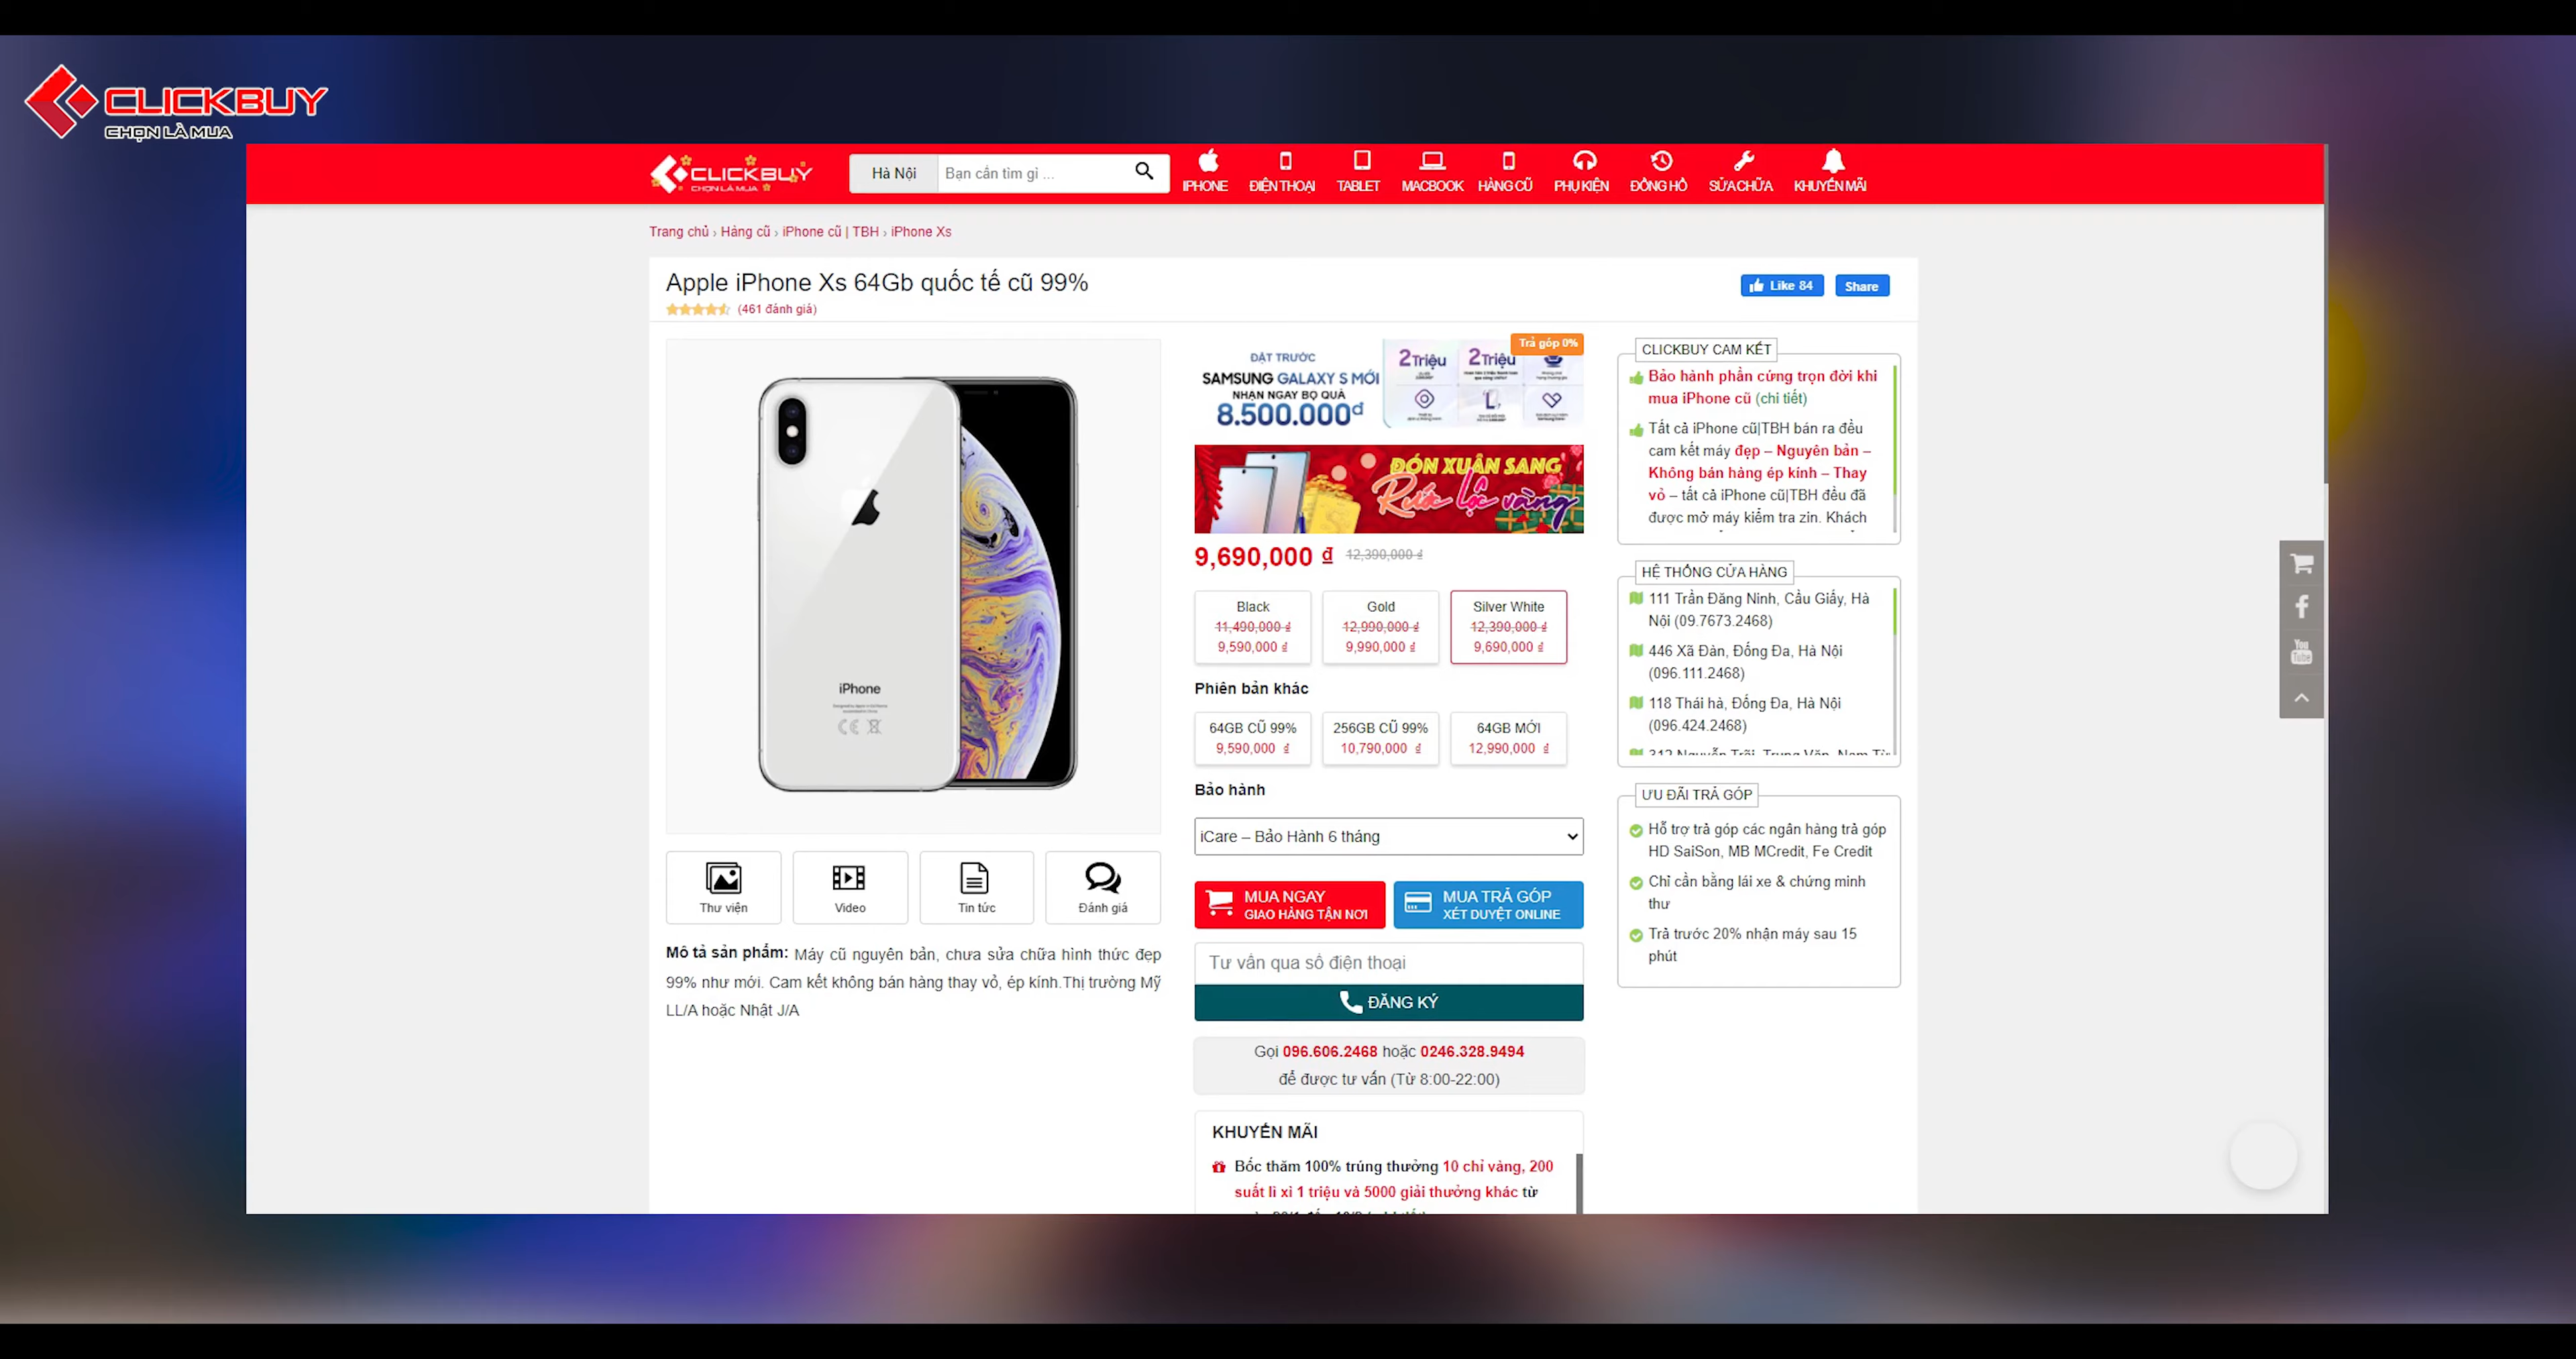 CLICKBUY
CHỌN LÀ MUA
CLICKBUY
CHỌN LÀ MUA
Hà Nội
Bạn cần tìm gì ...
IPHONE
ĐIỆN THOẠI
TABLET
MACBOOK
HÀNG CŨ
PHỤ KIỆN
ĐỒNG HỒ
SỬA CHỮA
KHUYẾN MÃI
Trang chủ › Hàng cũ › iPhone cũ | TBH › iPhone Xs
Apple iPhone Xs 64Gb quốc tế cũ 99%
(461 đánh giá)
Like 84
Share
iPhone
Thư viện
Video
Tin tức
Đánh giá
Mô tả sản phẩm: Máy cũ nguyên bản, chưa sửa chữa hình thức đẹp
99% như mới. Cam kết không bán hàng thay vỏ, ép kính.Thị trường Mỹ
LL/A hoặc Nhật J/A
Trả góp 0%
ĐẶT TRƯỚC
SAMSUNG GALAXY S MỚI
NHẬN NGAY BỘ QUÀ
8.500.000đ
2Triệu
2Triệu
ĐÓN XUÂN SANG
Rước lộc vàng
9,690,000 ₫ 12,390,000 ₫
Black
11,490,000 ₫
9,590,000 ₫
Gold
12,990,000 ₫
9,990,000 ₫
Silver White
12,390,000 ₫
9,690,000 ₫
Phiên bản khác
64GB CŨ 99%
9,590,000 ₫
256GB CŨ 99%
10,790,000 ₫
64GB MỚI
12,990,000 ₫
Bảo hành
iCare – Bảo Hành 6 tháng
MUA NGAY
GIAO HÀNG TẬN NƠI
MUA TRẢ GÓP
XÉT DUYỆT ONLINE
Tư vấn qua số điện thoại
ĐĂNG KÝ
Gọi 096.606.2468 hoặc 0246.328.9494
để được tư vấn (Từ 8:00-22:00)
KHUYẾN MÃI
Bốc thăm 100% trúng thưởng 10 chỉ vàng, 200
suất lì xì 1 triệu và 5000 giải thưởng khác từ
CLICKBUY CAM KẾT
Bảo hành phần cứng trọn đời khi
mua iPhone cũ (chi tiết)
Tất cả iPhone cũ|TBH bán ra đều
cam kết máy đẹp – Nguyên bản –
Không bán hàng ép kính – Thay
vỏ – tất cả iPhone cũ|TBH đều đã
được mở máy kiểm tra zin. Khách
HỆ THỐNG CỬA HÀNG
111 Trần Đăng Ninh, Cầu Giấy, Hà
Nội (09.7673.2468)
446 Xã Đàn, Đống Đa, Hà Nội
(096.111.2468)
118 Thái hà, Đống Đa, Hà Nội
(096.424.2468)
312 Nguyễn Trãi, Trung Văn, Nam Từ
ƯU ĐÃI TRẢ GÓP
Hỗ trợ trả góp các ngân hàng trả góp
HD SaiSon, MB MCredit, Fe Credit
Chỉ cần bằng lái xe & chứng minh
thư
Trả trước 20% nhận máy sau 15
phút
You
Tube